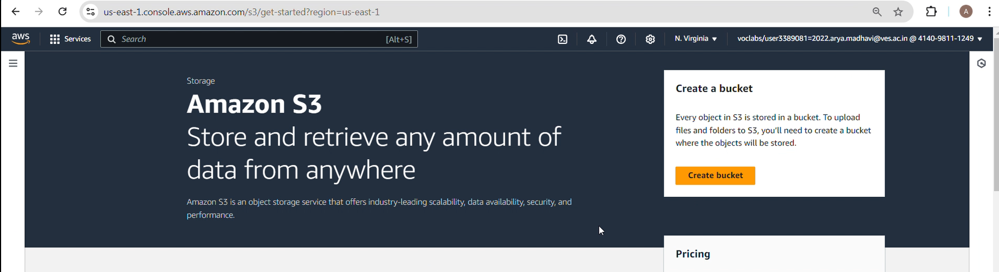 us-east-1.console.aws.amazon.com/s3/get-started?region=us-east-1
A
aws
Services
Search
[Alt+S]
N. Virginia
voclabs/user3389081=2022.arya.madhavi@ves.ac.in @ 4140-9811-1249
Storage
Amazon S3
Store and retrieve any amount of
data from anywhere
Amazon S3 is an object storage service that offers industry-leading scalability, data availability, security, and
performance.
Create a bucket
Every object in S3 is stored in a bucket. To upload
files and folders to S3, you'll need to create a bucket
where the objects will be stored.
Create bucket
Pricing